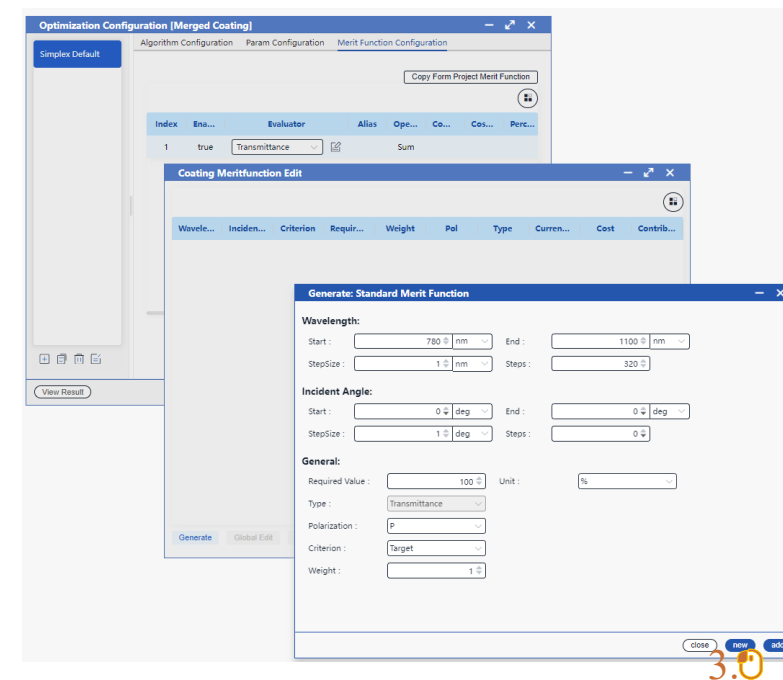 Optimization Configuration [Merged Coating]
Simplex Default
Algorithm Configuration Param Configuration Merit Function Configuration
Copy Form Project Merit Function
Index Ena... Evaluator Alias Ope... Co... Cos... Perc...
1 true Transmittance Sum
View Result
Coating Meritfunction Edit
Wavele... Inciden... Criterion Requir... Weight Pol Type Curren... Cost Contrib...
Generate Global Edit
Generate: Standard Merit Function
Wavelength:
Start : 780 nm End : 1100 nm
StepSize : 1 nm Steps : 320
Incident Angle:
Start : 0 deg End : 0 deg
StepSize : 1 deg Steps : 0
General:
Required Value : 100 Unit : %
Type : Transmittance
Polarization : P
Criterion : Target
Weight : 1
close new add
3.